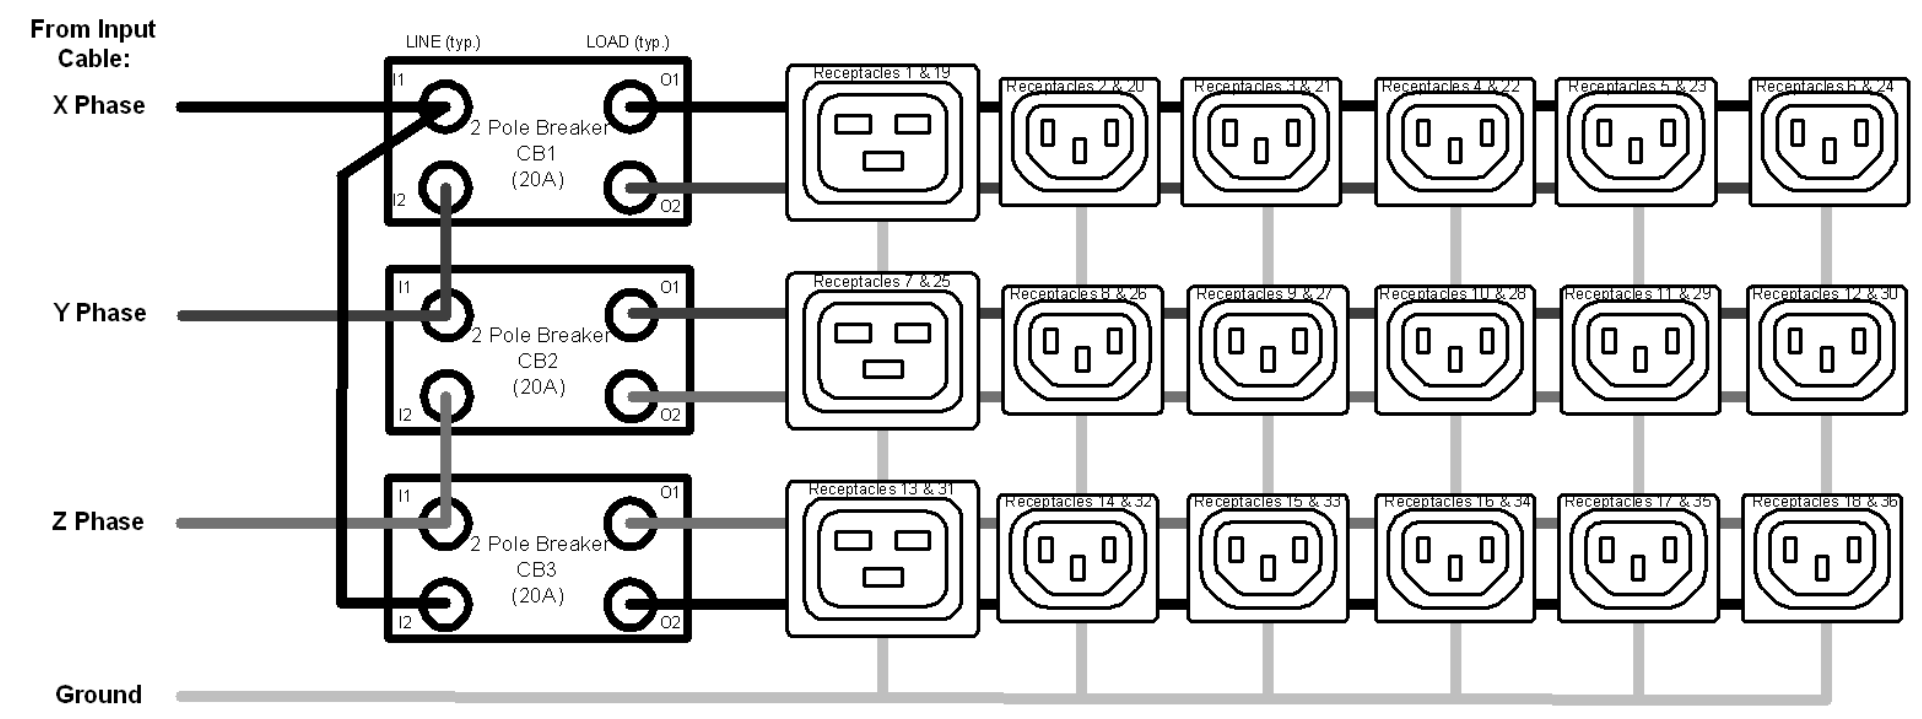 From Input
Cable:
LINE (typ.)
LOAD (typ.)
X Phase
I1
O1
2 Pole Breaker
CB1
(20A)
I2
O2
Receptacles 1 & 19
Receptacles 2 & 20
Receptacles 3 & 21
Receptacles 4 & 22
Receptacles 5 & 23
Receptacles 6 & 24
Y Phase
I1
O1
2 Pole Breaker
CB2
(20A)
I2
O2
Receptacles 7 & 25
Receptacles 8 & 26
Receptacles 9 & 27
Receptacles 10 & 28
Receptacles 11 & 29
Receptacles 12 & 30
Z Phase
I1
O1
2 Pole Breaker
CB3
(20A)
I2
O2
Receptacles 13 & 31
Receptacles 14 & 32
Receptacles 15 & 33
Receptacles 16 & 34
Receptacles 17 & 35
Receptacles 18 & 36
Ground